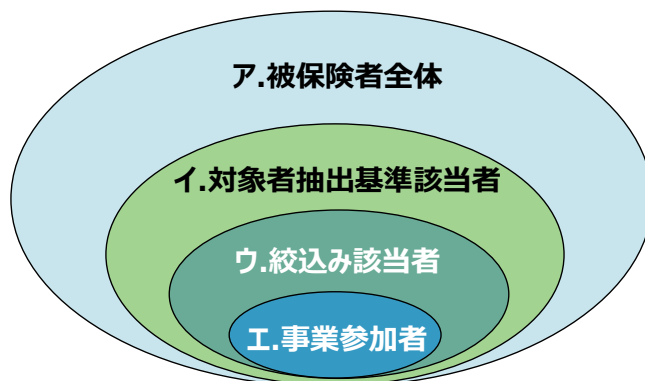 ア.被保険者全体
イ.対象者抽出基準該当者
ウ.絞込み該当者
エ.事業参加者